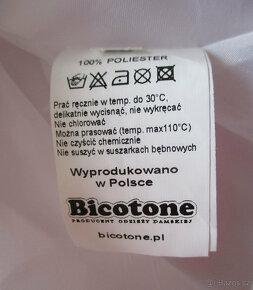 100% POLIESTER
Prać ręcznie w temp. do 30°C,
delikatnie wycisnąć, nie wykręcać
Nie chlorować
Można prasować (temp. max110°C)
Nie czyścić chemicznie
Nie suszyć w suszarkach bębnowych
Wyprodukowano
w Polsce
Bicotone
PRODUCENT ODZIEŻY DAMSKIEJ
bicotone.pl